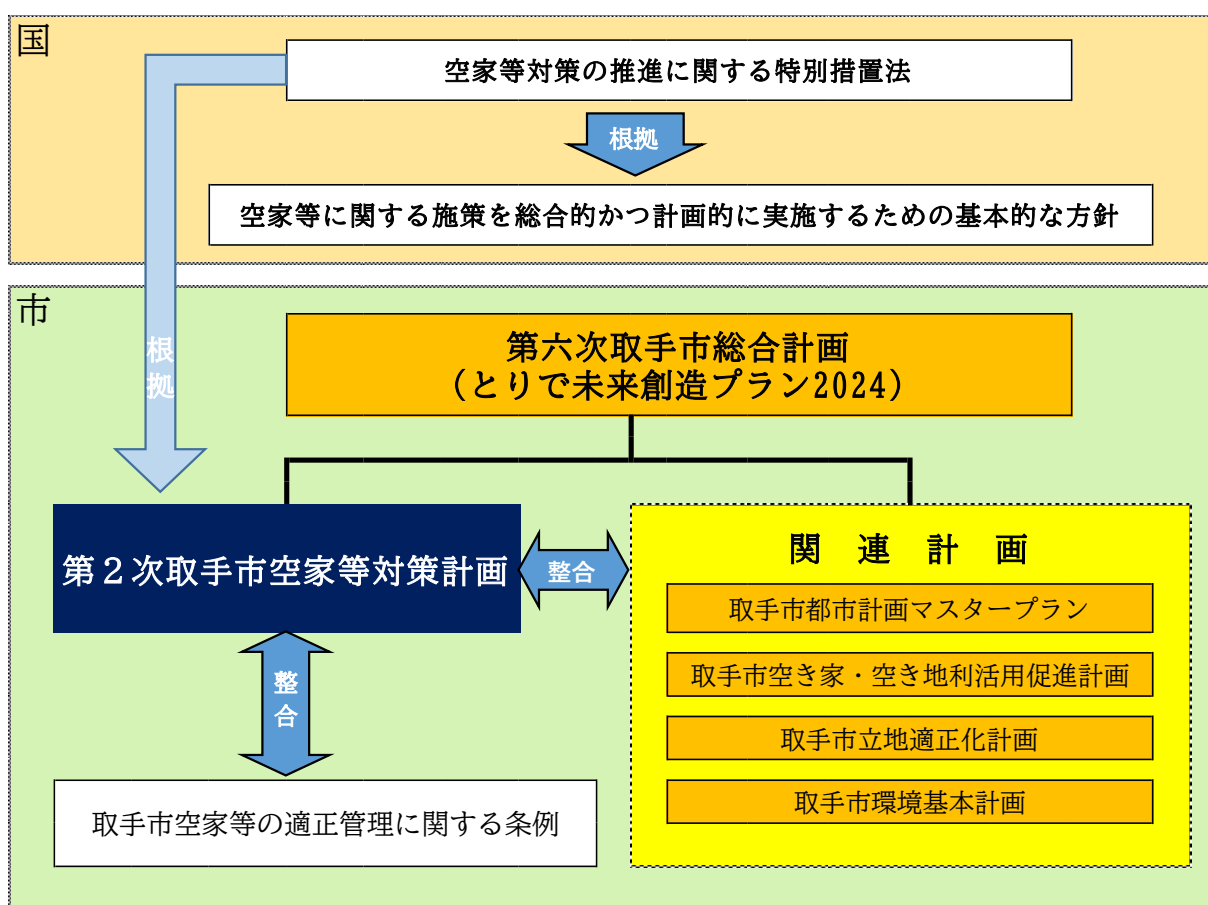 国
空家等対策の推進に関する特別措置法
根拠
空家等に関する施策を総合的かつ計画的に実施するための基本的な方針
市
根
拠
第六次取手市総合計画
（とりで未来創造プラン2024）
第２次取手市空家等対策計画
整合
関　連　計　画
取手市都市計画マスタープラン
取手市空き家・空き地利活用促進計画
取手市立地適正化計画
取手市環境基本計画
整
合
取手市空家等の適正管理に関する条例